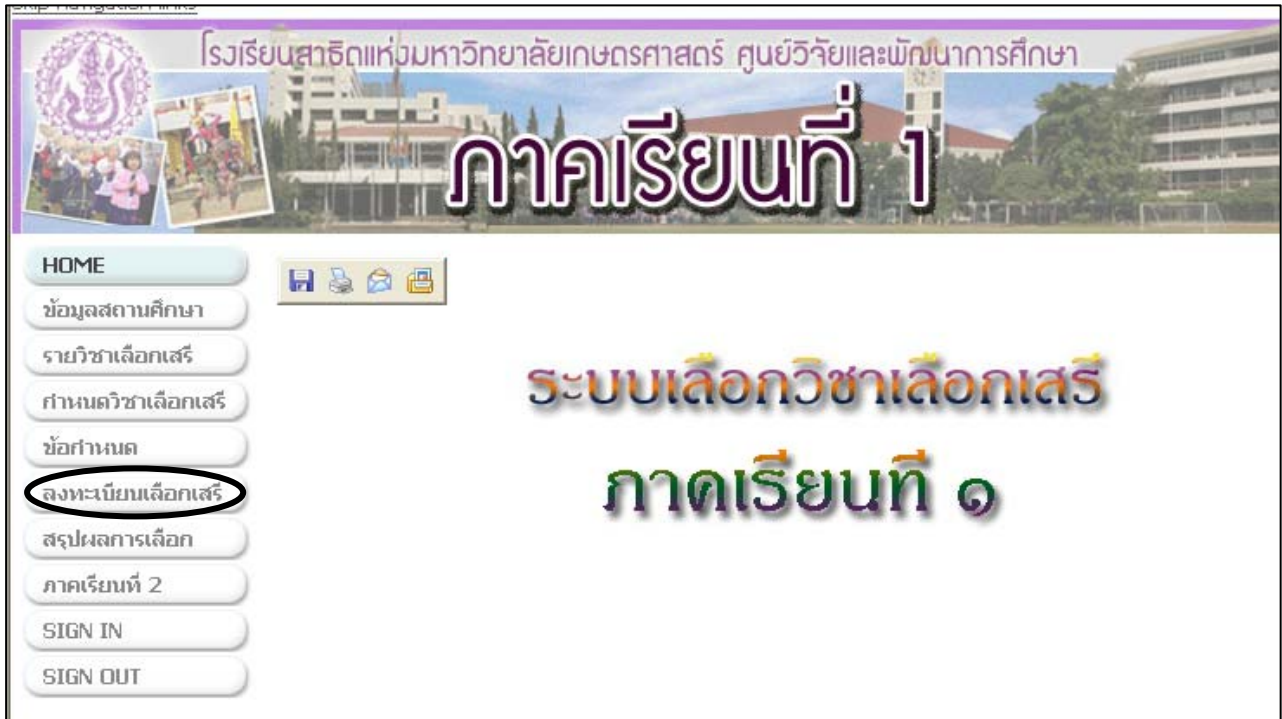 Skip Navigation Links
โรงเรียนสาธิตแห่งมหาวิทยาลัยเกษตรศาสตร์ ศูนย์วิจัยและพัฒนาการศึกษา
ภาคเรียนที่ 1
HOME
ข้อมูลสถานศึกษา
รายวิชาเลือกเสรี
กำหนดวิชาเลือกเสรี
ข้อกำหนด
ลงทะเบียนเลือกเสรี
สรุปผลการเลือก
ภาคเรียนที่ 2
SIGN IN
SIGN OUT
ระบบเลือกวิชาเลือกเสรี
ภาคเรียนที่ ๑